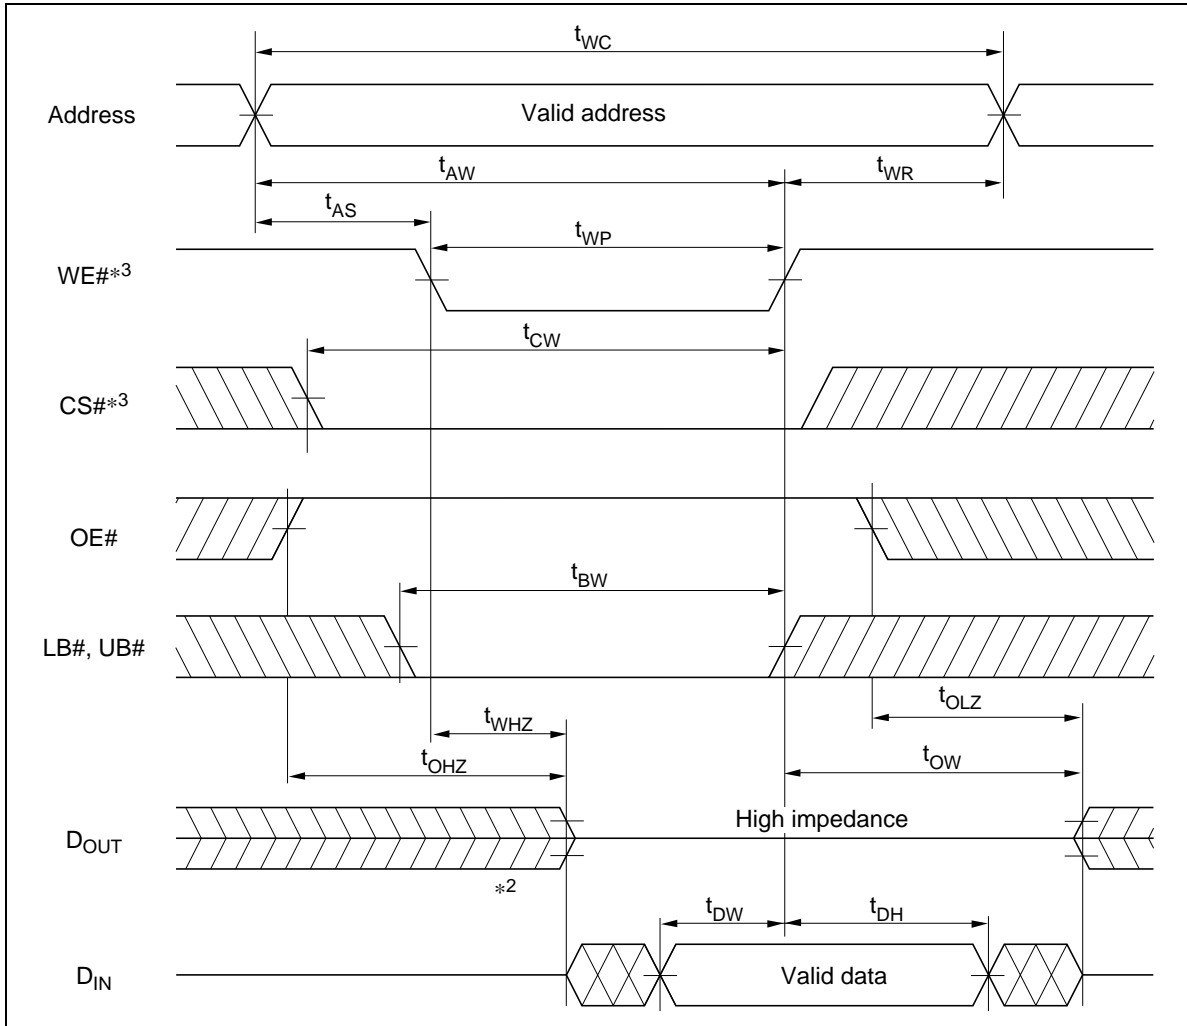 tWC
Address
Valid address
tAW
tWR
tAS
tWP
WE#*3
tCW
CS#*3
OE#
tBW
LB#, UB#
tOLZ
tWHZ
tOHZ
tOW
High impedance
DOUT
*2
tDW
tDH
DIN
Valid data